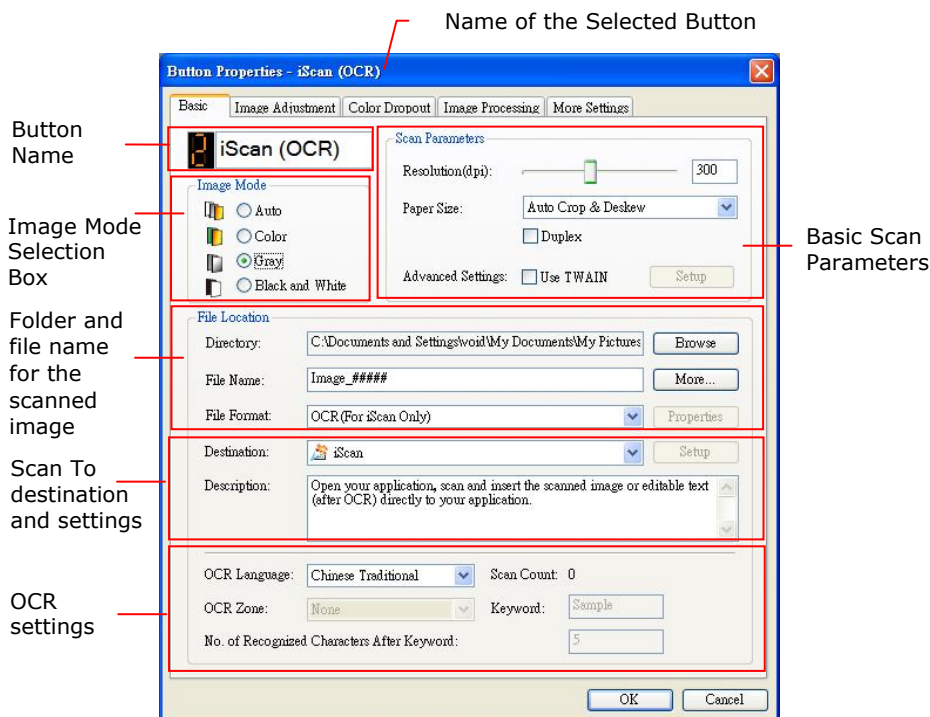 Name of the Selected Button
Button Properties - iScan (OCR)
Basic Image Adjustment Color Dropout Image Processing More Settings
Button
Name
2 iScan (OCR)
Image Mode
Selection
Box
Image Mode
Auto
Color
Gray
Black and White
Scan Parameters
Resolution(dpi): 300
Paper Size: Auto Crop & Deskew
Duplex
Advanced Settings: Use TWAIN Setup
Basic Scan
Parameters
Folder and
file name
for the
scanned
image
File Location
Directory: C:\Documents and Settings\void\My Documents\My Pictures Browse
File Name: Image_##### More...
File Format: OCR(For iScan Only) Properties
Scan To
destination
and settings
Destination: iScan Setup
Description: Open your application, scan and insert the scanned image or editable text
(after OCR) directly to your application.
OCR
settings
OCR Language: Chinese Traditional Scan Count: 0
OCR Zone: None Keyword: Sample
No. of Recognized Characters After Keyword: 5
OK Cancel